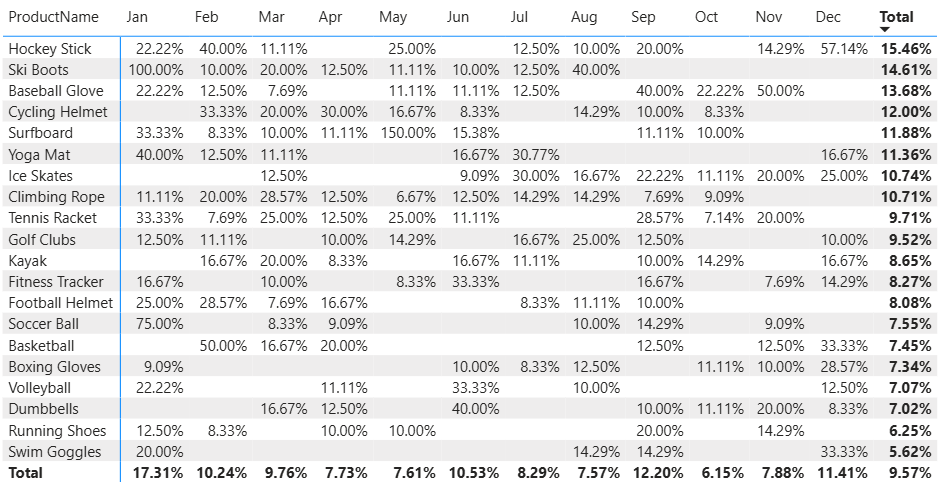 ProductName Jan Feb Mar Apr May Jun Jul Aug Sep Oct Nov Dec Total
Hockey Stick 22.22% 40.00% 11.11% 25.00% 12.50% 10.00% 20.00% 14.29% 57.14% 15.46%
Ski Boots 100.00% 10.00% 20.00% 12.50% 11.11% 10.00% 12.50% 40.00% 14.61%
Baseball Glove 22.22% 12.50% 7.69% 11.11% 11.11% 12.50% 40.00% 22.22% 50.00% 13.68%
Cycling Helmet 33.33% 20.00% 30.00% 16.67% 8.33% 14.29% 10.00% 8.33% 12.00%
Surfboard 33.33% 8.33% 10.00% 11.11% 150.00% 15.38% 11.11% 10.00% 11.88%
Yoga Mat 40.00% 12.50% 11.11% 16.67% 30.77% 16.67% 11.36%
Ice Skates 12.50% 9.09% 30.00% 16.67% 22.22% 11.11% 20.00% 25.00% 10.74%
Climbing Rope 11.11% 20.00% 28.57% 12.50% 6.67% 12.50% 14.29% 14.29% 7.69% 9.09% 10.71%
Tennis Racket 33.33% 7.69% 25.00% 12.50% 25.00% 11.11% 28.57% 7.14% 20.00% 9.71%
Golf Clubs 12.50% 11.11% 10.00% 14.29% 16.67% 25.00% 12.50% 10.00% 9.52%
Kayak 16.67% 20.00% 8.33% 16.67% 11.11% 10.00% 14.29% 16.67% 8.65%
Fitness Tracker 16.67% 10.00% 8.33% 33.33% 16.67% 7.69% 14.29% 8.27%
Football Helmet 25.00% 28.57% 7.69% 16.67% 8.33% 11.11% 10.00% 8.08%
Soccer Ball 75.00% 8.33% 9.09% 10.00% 14.29% 9.09% 7.55%
Basketball 50.00% 16.67% 20.00% 12.50% 12.50% 33.33% 7.45%
Boxing Gloves 9.09% 10.00% 8.33% 12.50% 11.11% 10.00% 28.57% 7.34%
Volleyball 22.22% 11.11% 33.33% 10.00% 12.50% 7.07%
Dumbbells 16.67% 12.50% 40.00% 10.00% 11.11% 20.00% 8.33% 7.02%
Running Shoes 12.50% 8.33% 10.00% 10.00% 20.00% 14.29% 6.25%
Swim Goggles 20.00% 14.29% 14.29% 33.33% 5.62%
Total 17.31% 10.24% 9.76% 7.73% 7.61% 10.53% 8.29% 7.57% 12.20% 6.15% 7.88% 11.41% 9.57%